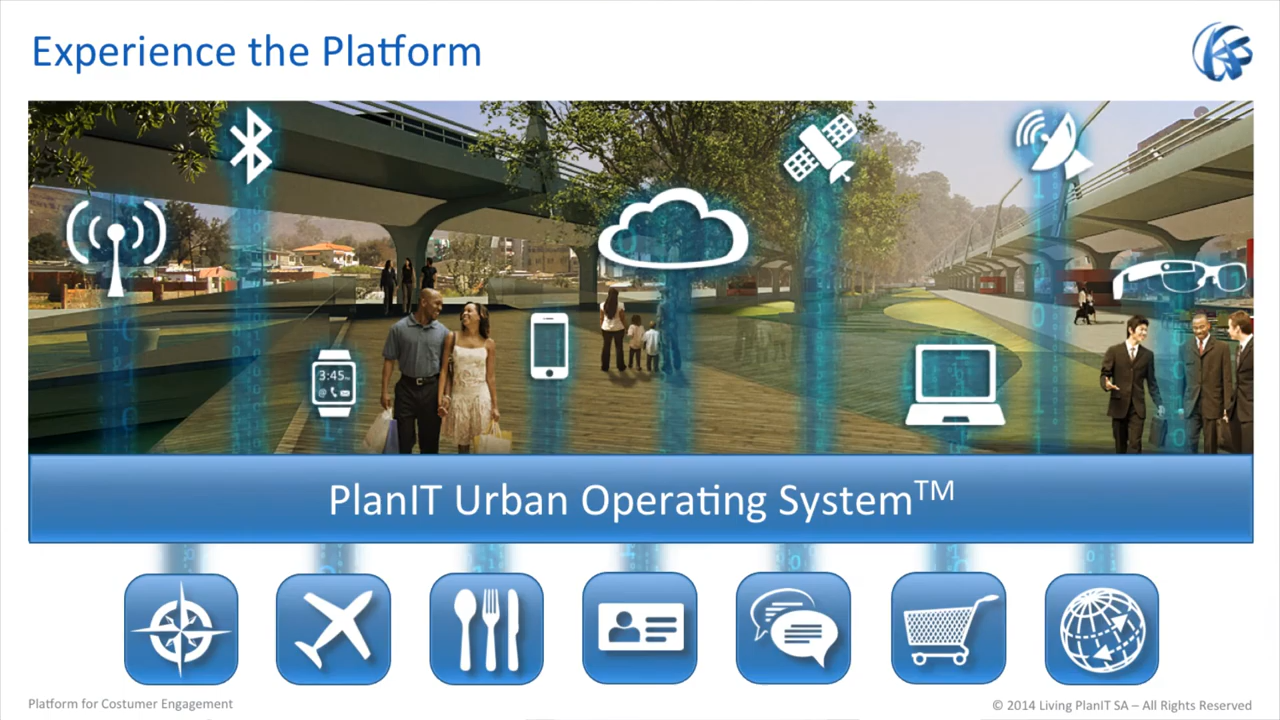 Experience the Platform
3:45
PlanIT Urban Operating System™
Platform for Costumer Engagement
© 2014 Living PlanIT SA – All Rights Reserved